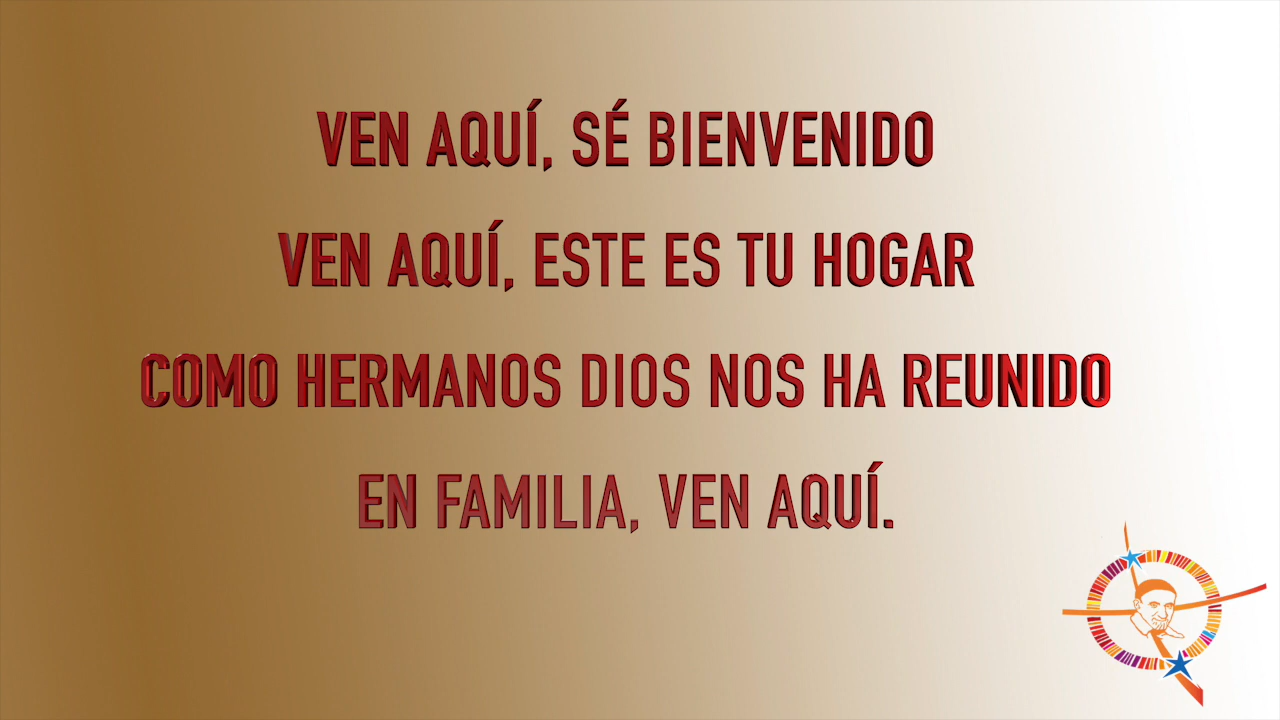 VEN AQUÍ, SÉ BIENVENIDO
VEN AQUÍ, ESTE ES TU HOGAR
COMO HERMANOS DIOS NOS HA REUNIDO
EN FAMILIA, VEN AQUÍ.